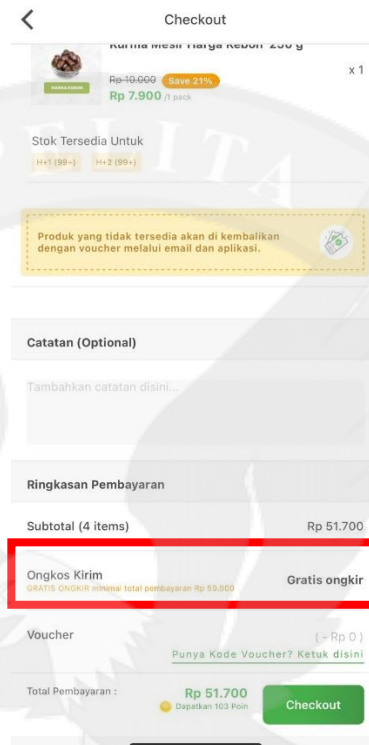 Checkout
Kurma Mesir Harga Kebon 250 g
Rp 10.000 Save 21%
x 1
Rp 7.900 /1 pack
Stok Tersedia Untuk
H+1 (99+) H+2 (99+)
Produk yang tidak tersedia akan di kembalikan
dengan voucher melalui email dan aplikasi.
Catatan (Optional)
Tambahkan catatan disini...
Ringkasan Pembayaran
Subtotal (4 items) Rp 51.700
Ongkos Kirim Gratis ongkir
GRATIS ONGKIR minimal total pembayaran Rp 50.000
Voucher ( - Rp 0 )
Punya Kode Voucher? Ketuk disini
Total Pembayaran : Rp 51.700
Dapatkan 103 Poin
Checkout
PELITA